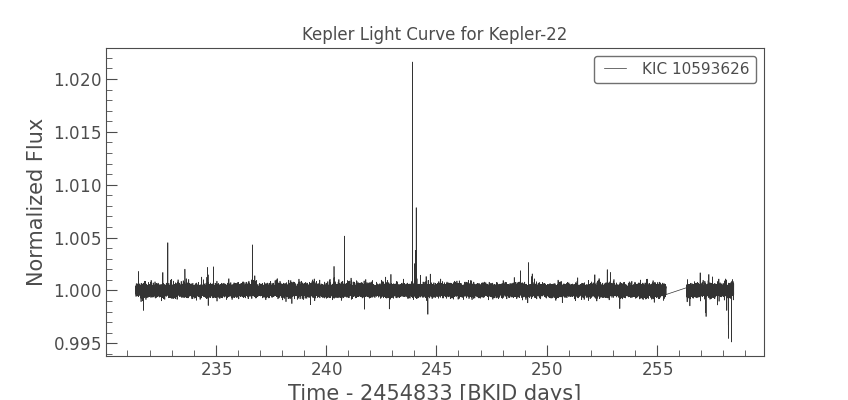 Kepler Light Curve for Kepler-22
KIC 10593626
Normalized Flux
1.020
1.015
1.010
1.005
1.000
0.995
235 240 245 250 255
Time - 2454833 [BKJD days]